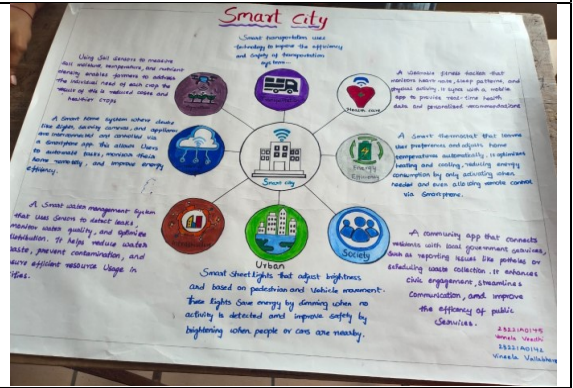 Smart City
Smart transportation uses
technology to improve the efficiency
and safety of transportation
system.
Using Soil Sensors to measure
Soil moisture, temperature, and nutrient
density enables farmers to address
the individual need of each crop the
result of this is reduced costs and
healthier crops
A Smart home system where devices
like lights, security cameras, and appliances
are interconnected and controlled via
a Smartphone app. this allows Users
to automate tasks, monitor their
home remotely, and improve energy
efficiency.
A Smart water management System
that Uses Sensors to detect leaks,
monitor water quality, and optimize
distribution. It helps reduce water
waste, prevent contamination, and
sure efficient resource Usage in
ities.
Health care
A Wearable fitness tracker that
monitors heart rate, sleep patterns, and
physical activity. It syncs with a mobile
app to provide real-time health
data and personalized recommendations
Smart city
Energy
Efficiency
A Smart thermostat that learns
User preferences and adjusts home
temperatures automatically. It optimizes
heating and cooling, reducing energy
consumption by only activating when
needed and even allowing remote control
via Smartphone.
Urban
Society
Smart Streetlights that adjust brightness
and based on pedestrian and Vehicle movement.
These lights Save energy by dimming when no
activity is detected and improve safety by
brightening when people or cars are nearby.
A community app that connects
residents with local government services,
such as reporting issues like potholes or
scheduling waste collection. It enhances
civic engagement, streamlines
communication, and improve
the efficency of public
Services.
Vineela